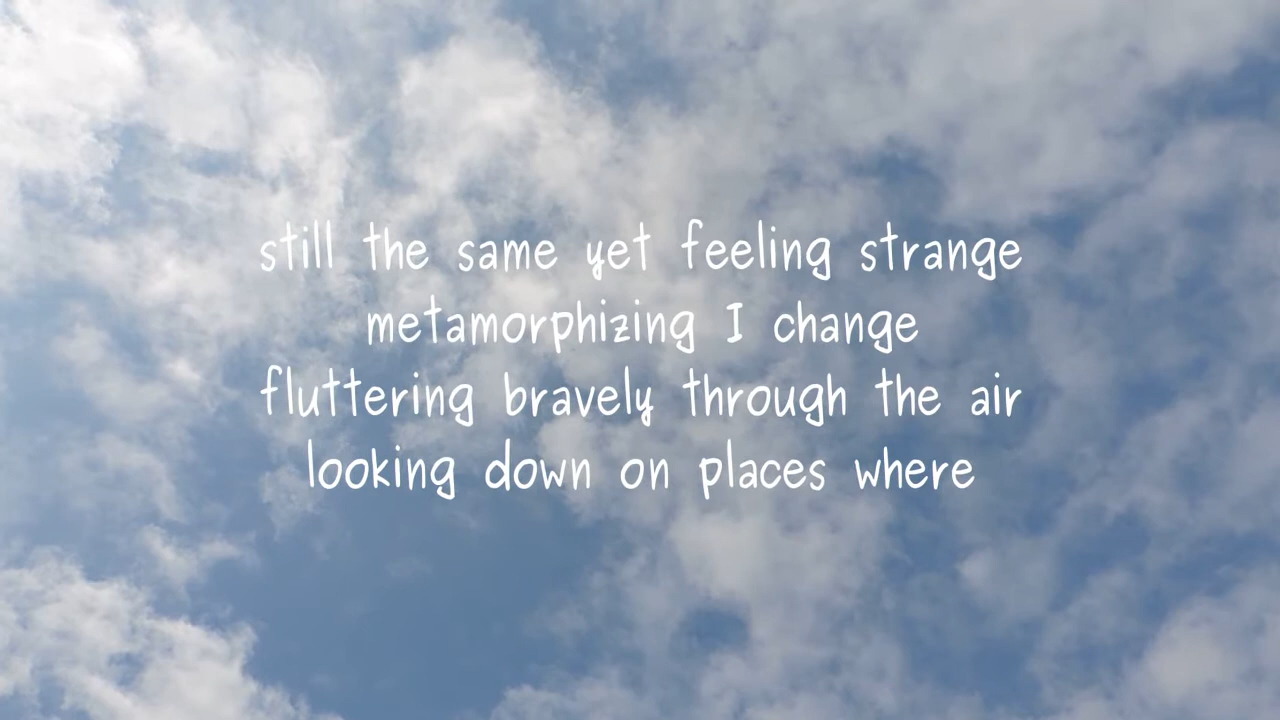 still the same yet feeling strange
metamorphizing I change
fluttering bravely through the air
looking down on places where